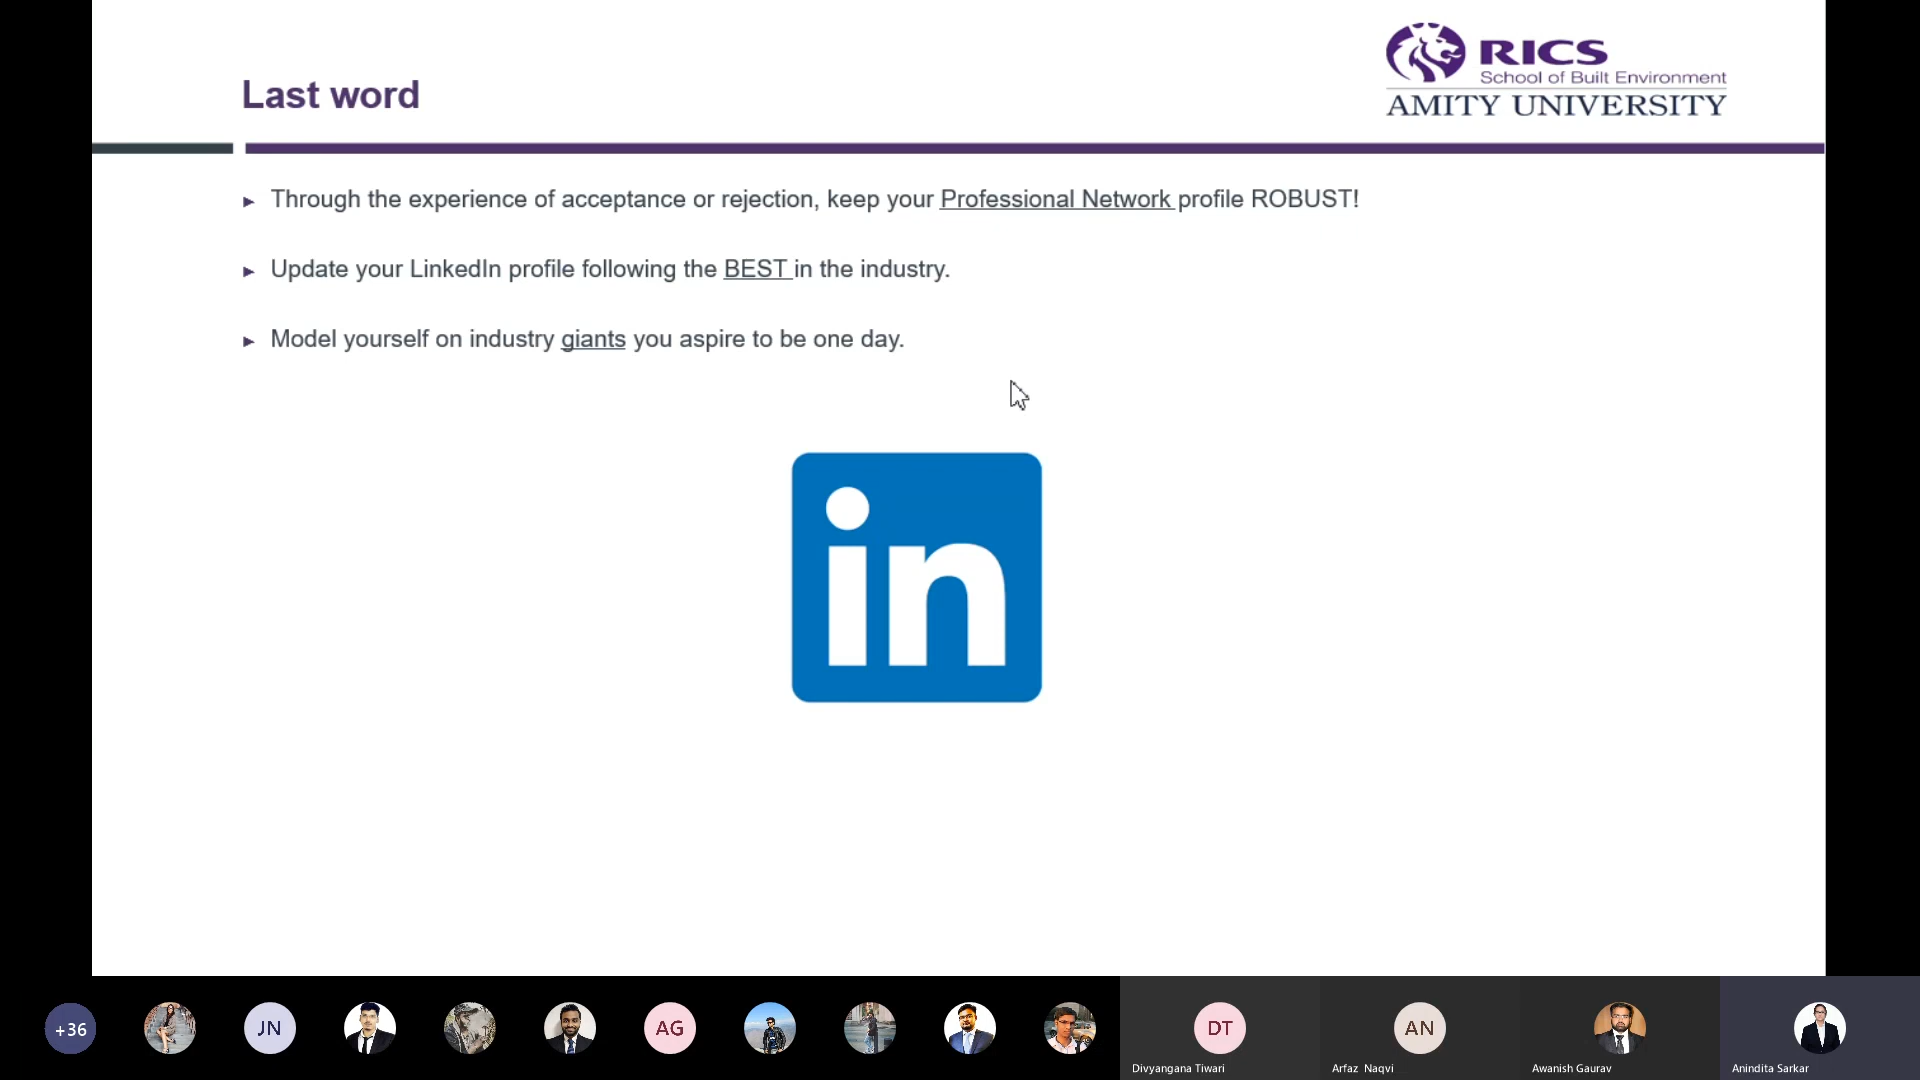 RICS
School of Built Environment
AMITY UNIVERSITY
Last word
Through the experience of acceptance or rejection, keep your Professional Network profile ROBUST!
Update your LinkedIn profile following the BEST in the industry.
Model yourself on industry giants you aspire to be one day.
in
+36
JN
AG
DT
AN
Divyangana Tiwari
Arfaz Naqvi
Awanish Gaurav
Anindita Sarkar